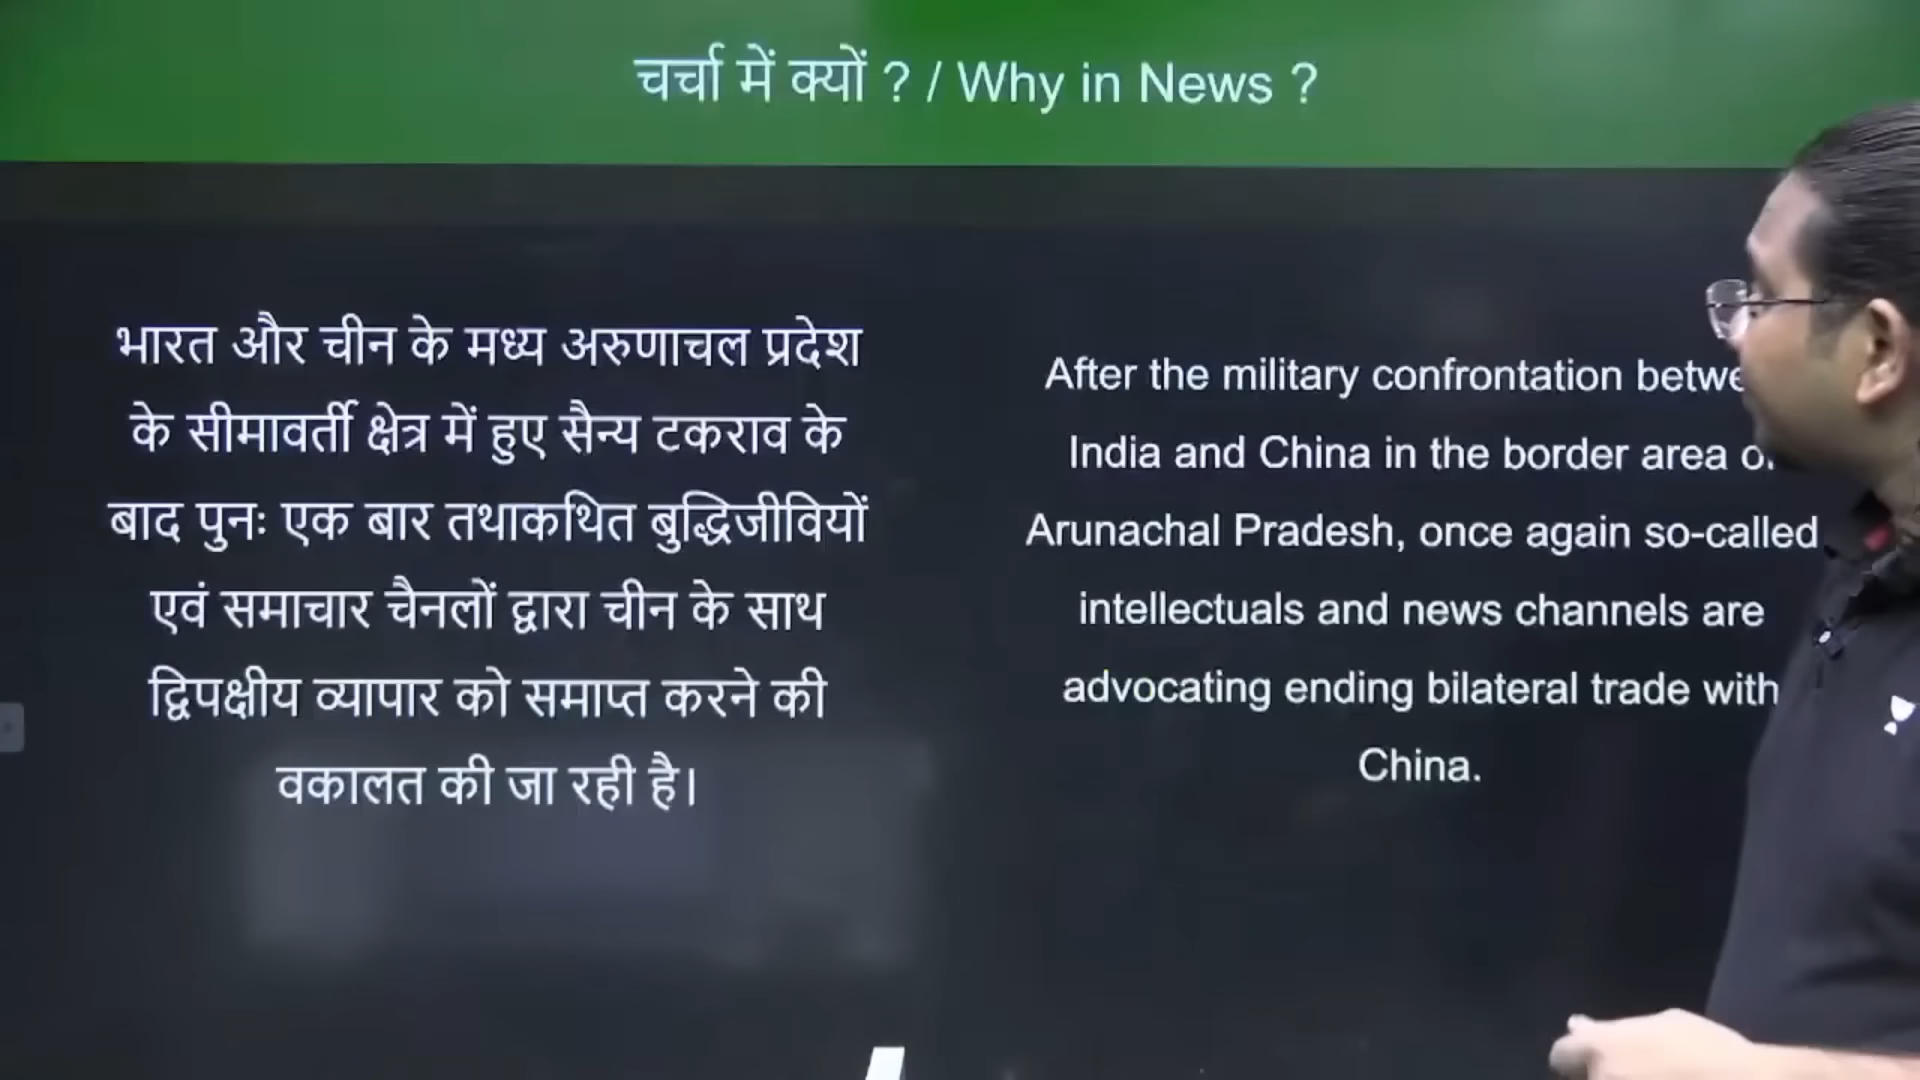 चर्चा में क्यों ? / Why in News ?
भारत और चीन के मध्य अरुणाचल प्रदेश
के सीमावर्ती क्षेत्र में हुए सैन्य टकराव के
बाद पुनः एक बार तथाकथित बुद्धिजीवियों
एवं समाचार चैनलों द्वारा चीन के साथ
द्विपक्षीय व्यापार को समाप्त करने की
वकालत की जा रही है।
After the military confrontation
India and China in the border area
Arunachal Pradesh, once again so-called
intellectuals and news channels are
advocating ending bilateral trade with
China.